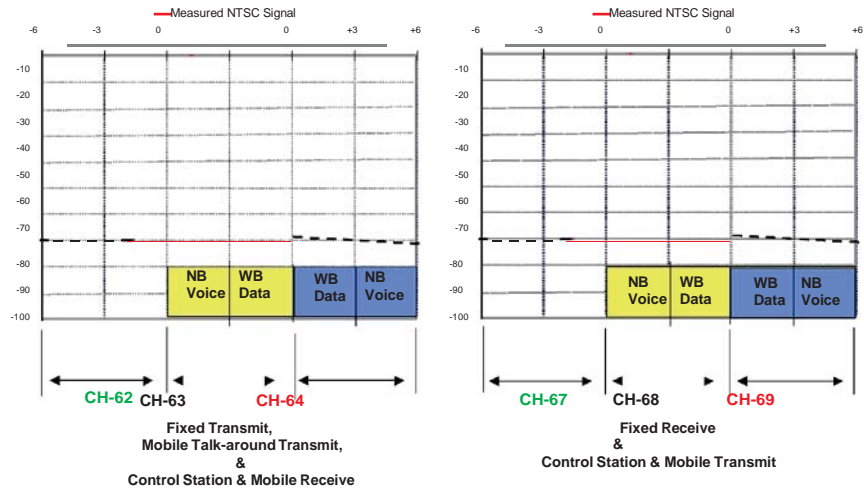 Measured NTSC Signal
-6 -3 0 0 +3 +6
-10
-20
-30
-40
-50
-60
-70
-80
-90
-100
NB WB WB NB
Voice Data Data Voice
CH-62 CH-63 CH-64
Fixed Transmit,
Mobile Talk-around Transmit,
&
Control Station & Mobile Receive
Measured NTSC Signal
-6 -3 0 0 +3 +6
-10
-20
-30
-40
-50
-60
-70
-80
-90
-100
NB WB WB NB
Voice Data Data Voice
CH-67 CH-68 CH-69
Fixed Receive
&
Control Station & Mobile Transmit